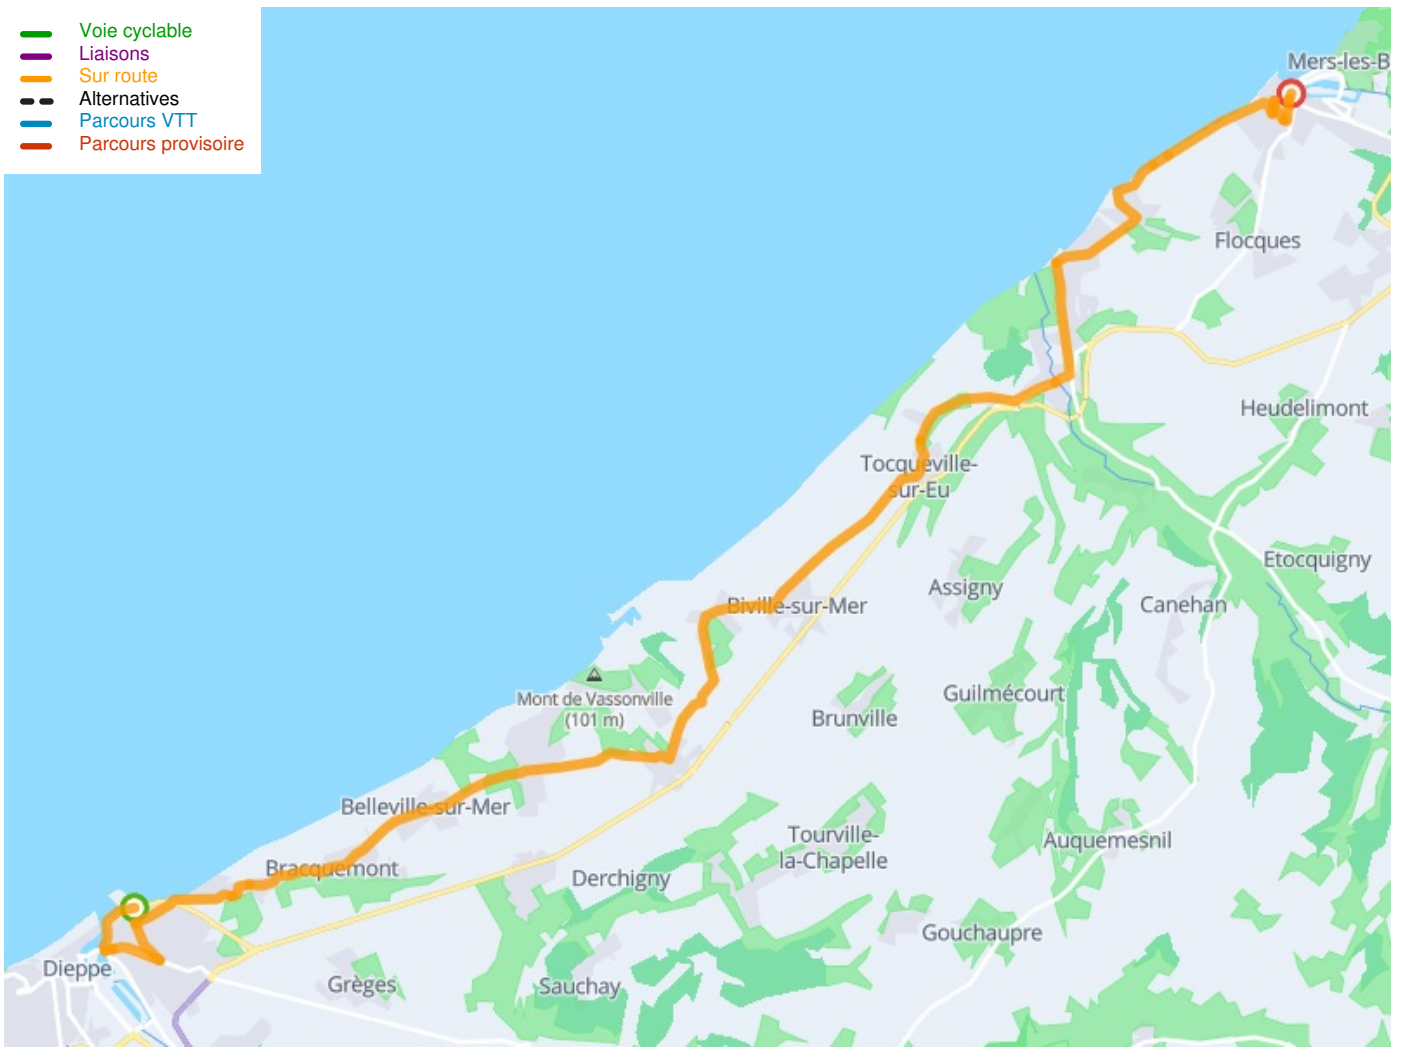 Voie cyclable
Liaisons
Sur route
Alternatives
Parcours VTT
Parcours provisoire
Mers-les-B
Flocques
Heudelimont
Tocqueville-
sur-Eu
Etocquigny
Assigny
Canehan
Biville-sur-Mer
Guilmécourt
Mont de Vassonville
(101 m)
Brunville
Belleville-sur-Mer
Tourville-
la-Chapelle
Auquemesnil
Bracquemont
Derchigny
Gouchaupre
Dieppe
Grèges
Sauchay